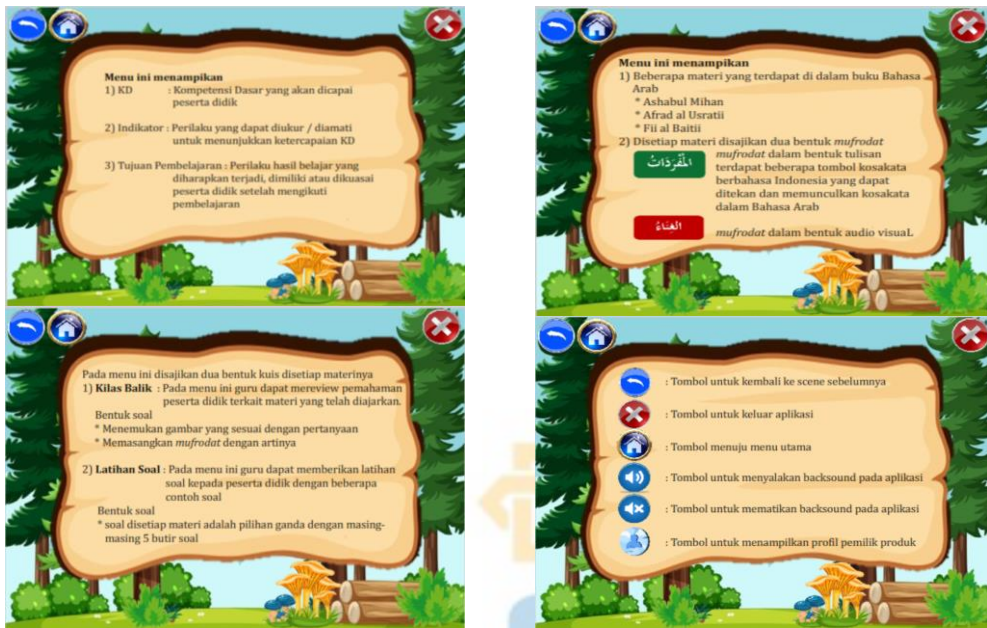 Menu ini menampikan
1) KD : Kompetensi Dasar yang akan dicapai
peserta didik
2) Indikator : Perilaku yang dapat diukur / diamati
untuk menunjukkan ketercapaian KD
3) Tujuan Pembelajaran : Perilaku hasil belajar yang
diharapkan terjadi, dimiliki atau dikuasai
peserta didik setelah mengikuti
pembelajaran
Menu ini menampikan
1) Beberapa materi yang terdapat di dalam buku Bahasa
Arab
* Ashabul Mihan
* Afrad al Usratii
* Fii al Baitii
2) Disetiap materi disajikan dua bentuk mufrodat
المُفْرَدَاتُ
mufrodat dalam bentuk tulisan
terdapat beberapa tombol kosakata
berbahasa Indonesia yang dapat
ditekan dan memunculkan kosakata
dalam Bahasa Arab
الغِنَاءُ
mufrodat dalam bentuk audio visuaL
Pada menu ini disajikan dua bentuk kuis disetiap materinya
1) Kilas Balik : Pada menu ini guru dapat mereview pemahaman
peserta didik terkait materi yang telah diajarkan.
Bentuk soal
* Menemukan gambar yang sesuai dengan pertanyaan
* Memasangkan mufrodat dengan artinya
2) Latihan Soal : Pada menu ini guru dapat memberikan latihan
soal kepada peserta didik dengan beberapa
contoh soal
Bentuk soal
* soal disetiap materi adalah pilihan ganda dengan masing-
masing 5 butir soal
: Tombol untuk kembali ke scene sebelumnya
: Tombol untuk keluar aplikasi
: Tombol menuju menu utama
: Tombol untuk menyalakan backsound pada aplikasi
: Tombol untuk mematikan backsound pada aplikasi
: Tombol untuk menampilkan profil pemilik produk